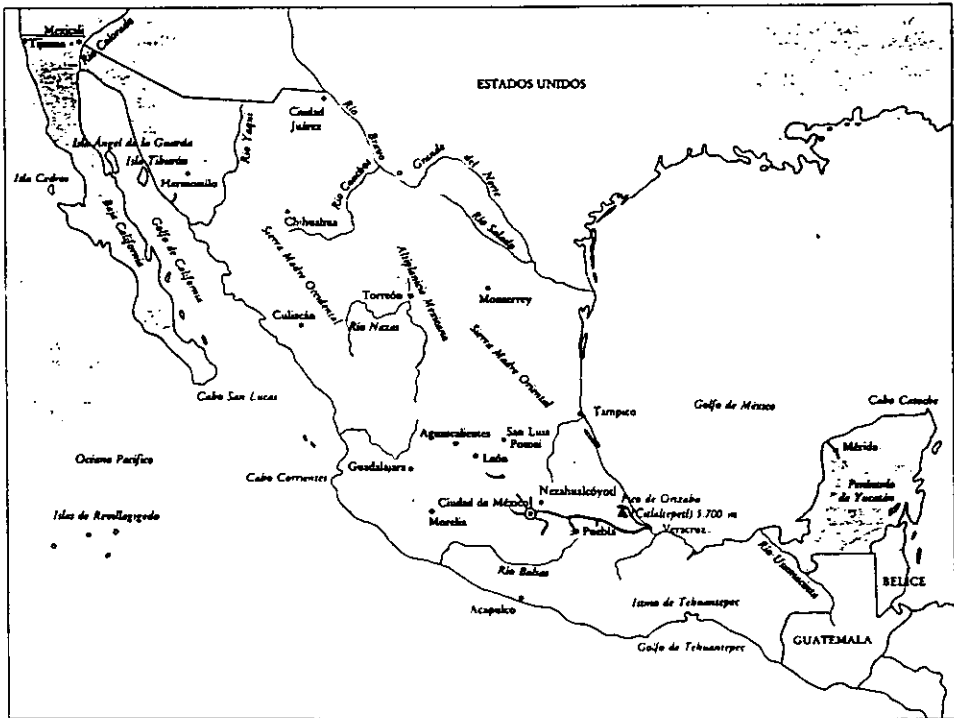 Mexicali
Tijuana
Río Colorado
ESTADOS UNIDOS
Ciudad
Juárez
Río Bravo Grande del Norte
Río Yaqui
Isla Ángel de la Guarda
Isla Tiburón
Isla Cedros
Hermosillo
Río Conchos
Chihuahua
Río Salado
Baja California
Golfo de California
Sierra Madre Occidental
Altiplanicie Mexicana
Torreón
Monterrey
Culiacán
Río Nazas
Sierra Madre Oriental
Cabo San Lucas
Tampico
Golfo de México
Cabo Catoche
Aguascalientes
San Luis
Potosí
León
Mérida
Océano Pacífico
Guadalajara
Cabo Corrientes
Península
de Yucatán
Nezahualcóyotl
Pico de Orizaba
Ciudad de México
(Citlaltepetl) 5.700 m
Islas de Revillagigedo
Morelia
Puebla
Veracruz
Río Usumacinta
Río Balsas
BELICE
Acapulco
Istmo de Tehuantepec
GUATEMALA
Golfo de Tehuantepec